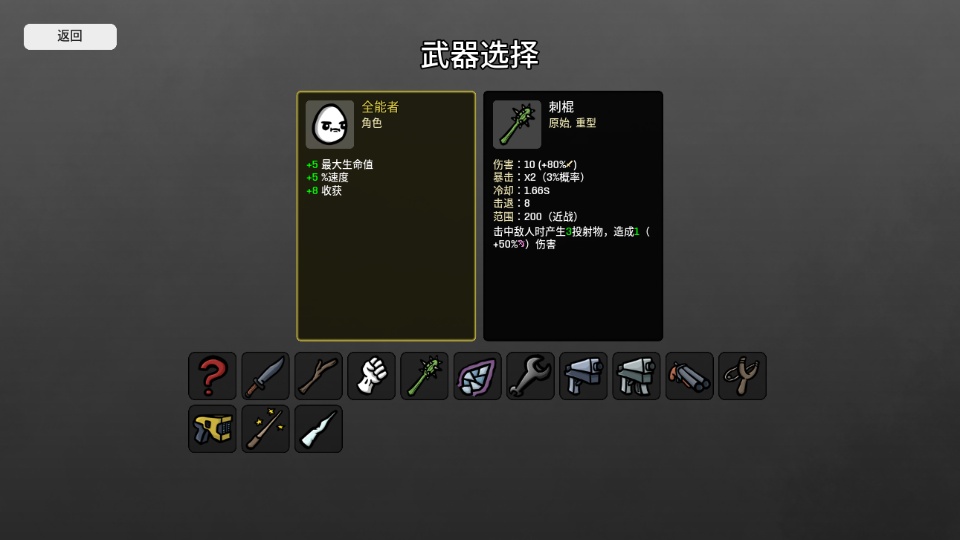 返回
武器选择
全能者
角色
+5 最大生命值
+5 %速度
+8 收获
刺棍
原始, 重型
伤害：10 (+80%)
暴击：X2（3%概率）
冷却：1.66S
击退：8
范围：200（近战）
击中敌人时产生3投射物，造成1（
+50%）伤害